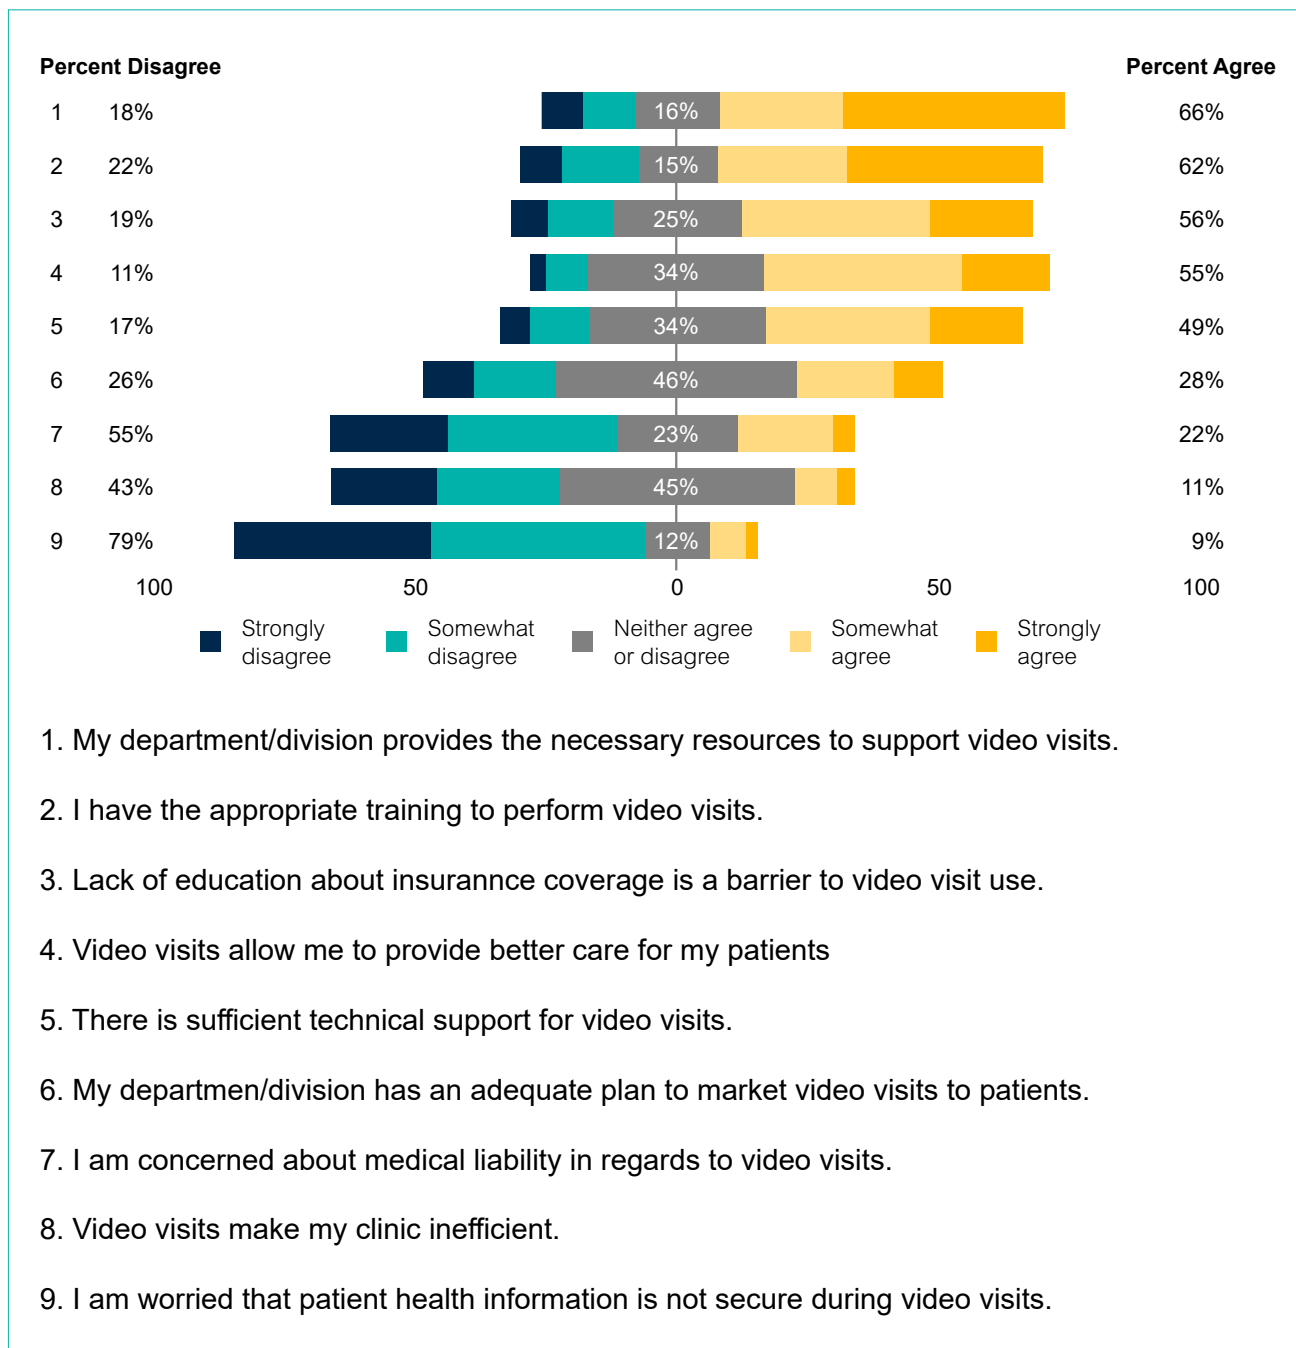 Percent Disagree Percent Agree
1 18% 16% 66%
2 22% 15% 62%
3 19% 25% 56%
4 11% 34% 55%
5 17% 34% 49%
6 26% 46% 28%
7 55% 23% 22%
8 43% 45% 11%
9 79% 12% 9%
100 50 0 50 100
Strongly disagree
Somewhat disagree
Neither agree or disagree
Somewhat agree
Strongly agree
1. My department/division provides the necessary resources to support video visits.
2. I have the appropriate training to perform video visits.
3. Lack of education about insurannce coverage is a barrier to video visit use.
4. Video visits allow me to provide better care for my patients
5. There is sufficient technical support for video visits.
6. My departmen/division has an adequate plan to market video visits to patients.
7. I am concerned about medical liability in regards to video visits.
8. Video visits make my clinic inefficient.
9. I am worried that patient health information is not secure during video visits.